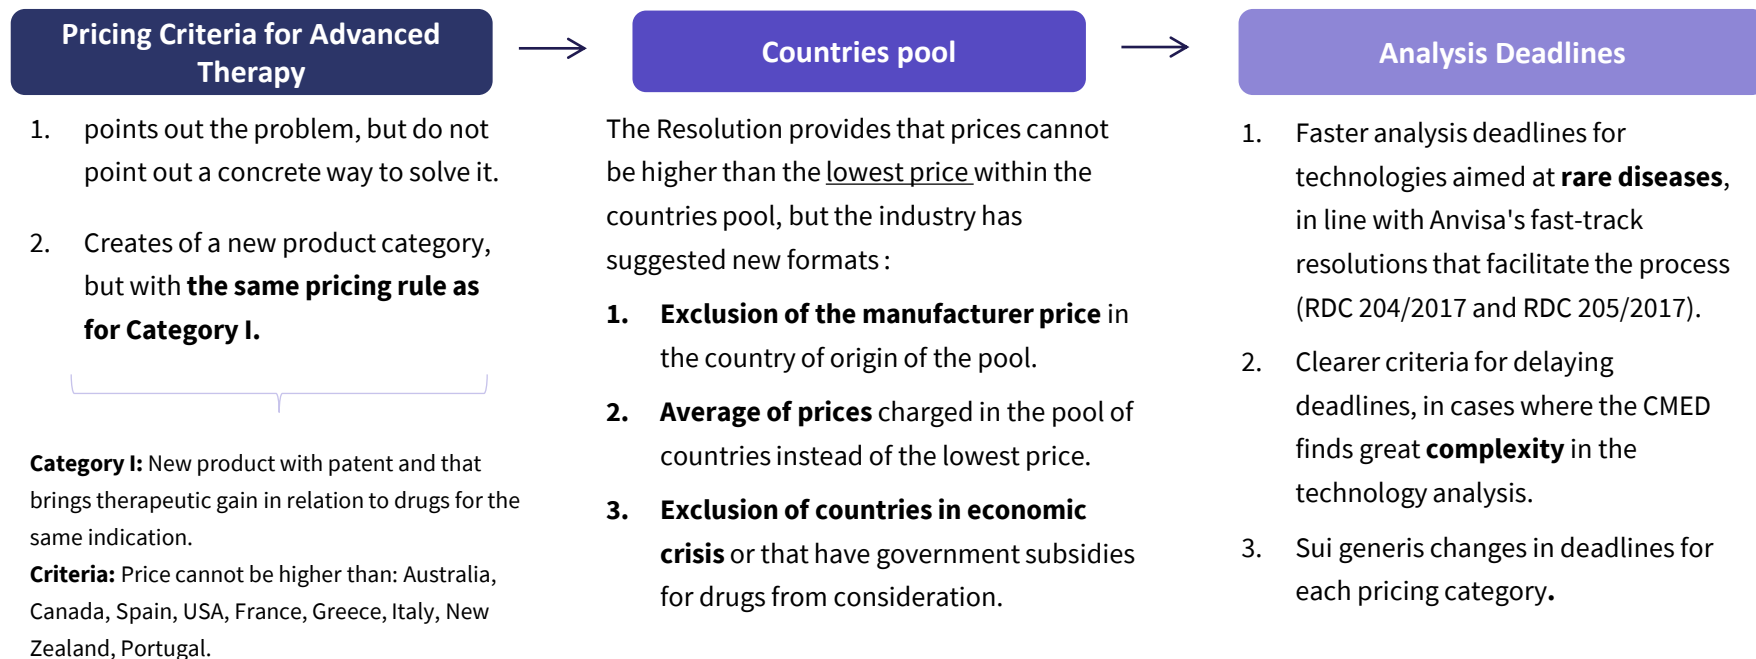 Pricing Criteria for Advanced
Therapy
1. points out the problem, but do not
point out a concrete way to solve it.
2. Creates of a new product category,
but with the same pricing rule as
for Category I.
Category I: New product with patent and that
brings therapeutic gain in relation to drugs for the
same indication.
Criteria: Price cannot be higher than: Australia,
Canada, Spain, USA, France, Greece, Italy, New
Zealand, Portugal.
Countries pool
The Resolution provides that prices cannot
be higher than the lowest price within the
countries pool, but the industry has
suggested new formats :
1. Exclusion of the manufacturer price in
the country of origin of the pool.
2. Average of prices charged in the pool of
countries instead of the lowest price.
3. Exclusion of countries in economic
crisis or that have government subsidies
for drugs from consideration.
Analysis Deadlines
1. Faster analysis deadlines for
technologies aimed at rare diseases,
in line with Anvisa's fast-track
resolutions that facilitate the process
(RDC 204/2017 and RDC 205/2017).
2. Clearer criteria for delaying
deadlines, in cases where the CMED
finds great complexity in the
technology analysis.
3. Sui generis changes in deadlines for
each pricing category.